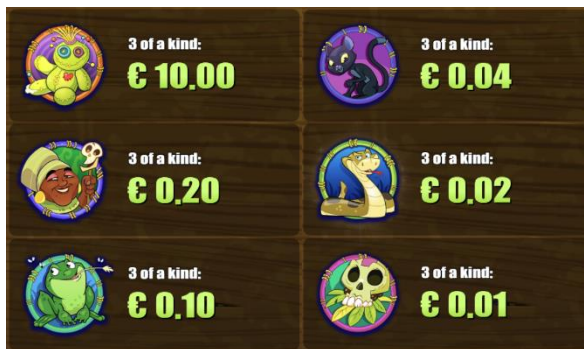 3 of a kind:
€ 10.00
3 of a kind:
€ 0.04
3 of a kind:
€ 0.20
3 of a kind:
€ 0.02
3 of a kind:
€ 0.10
3 of a kind:
€ 0.01